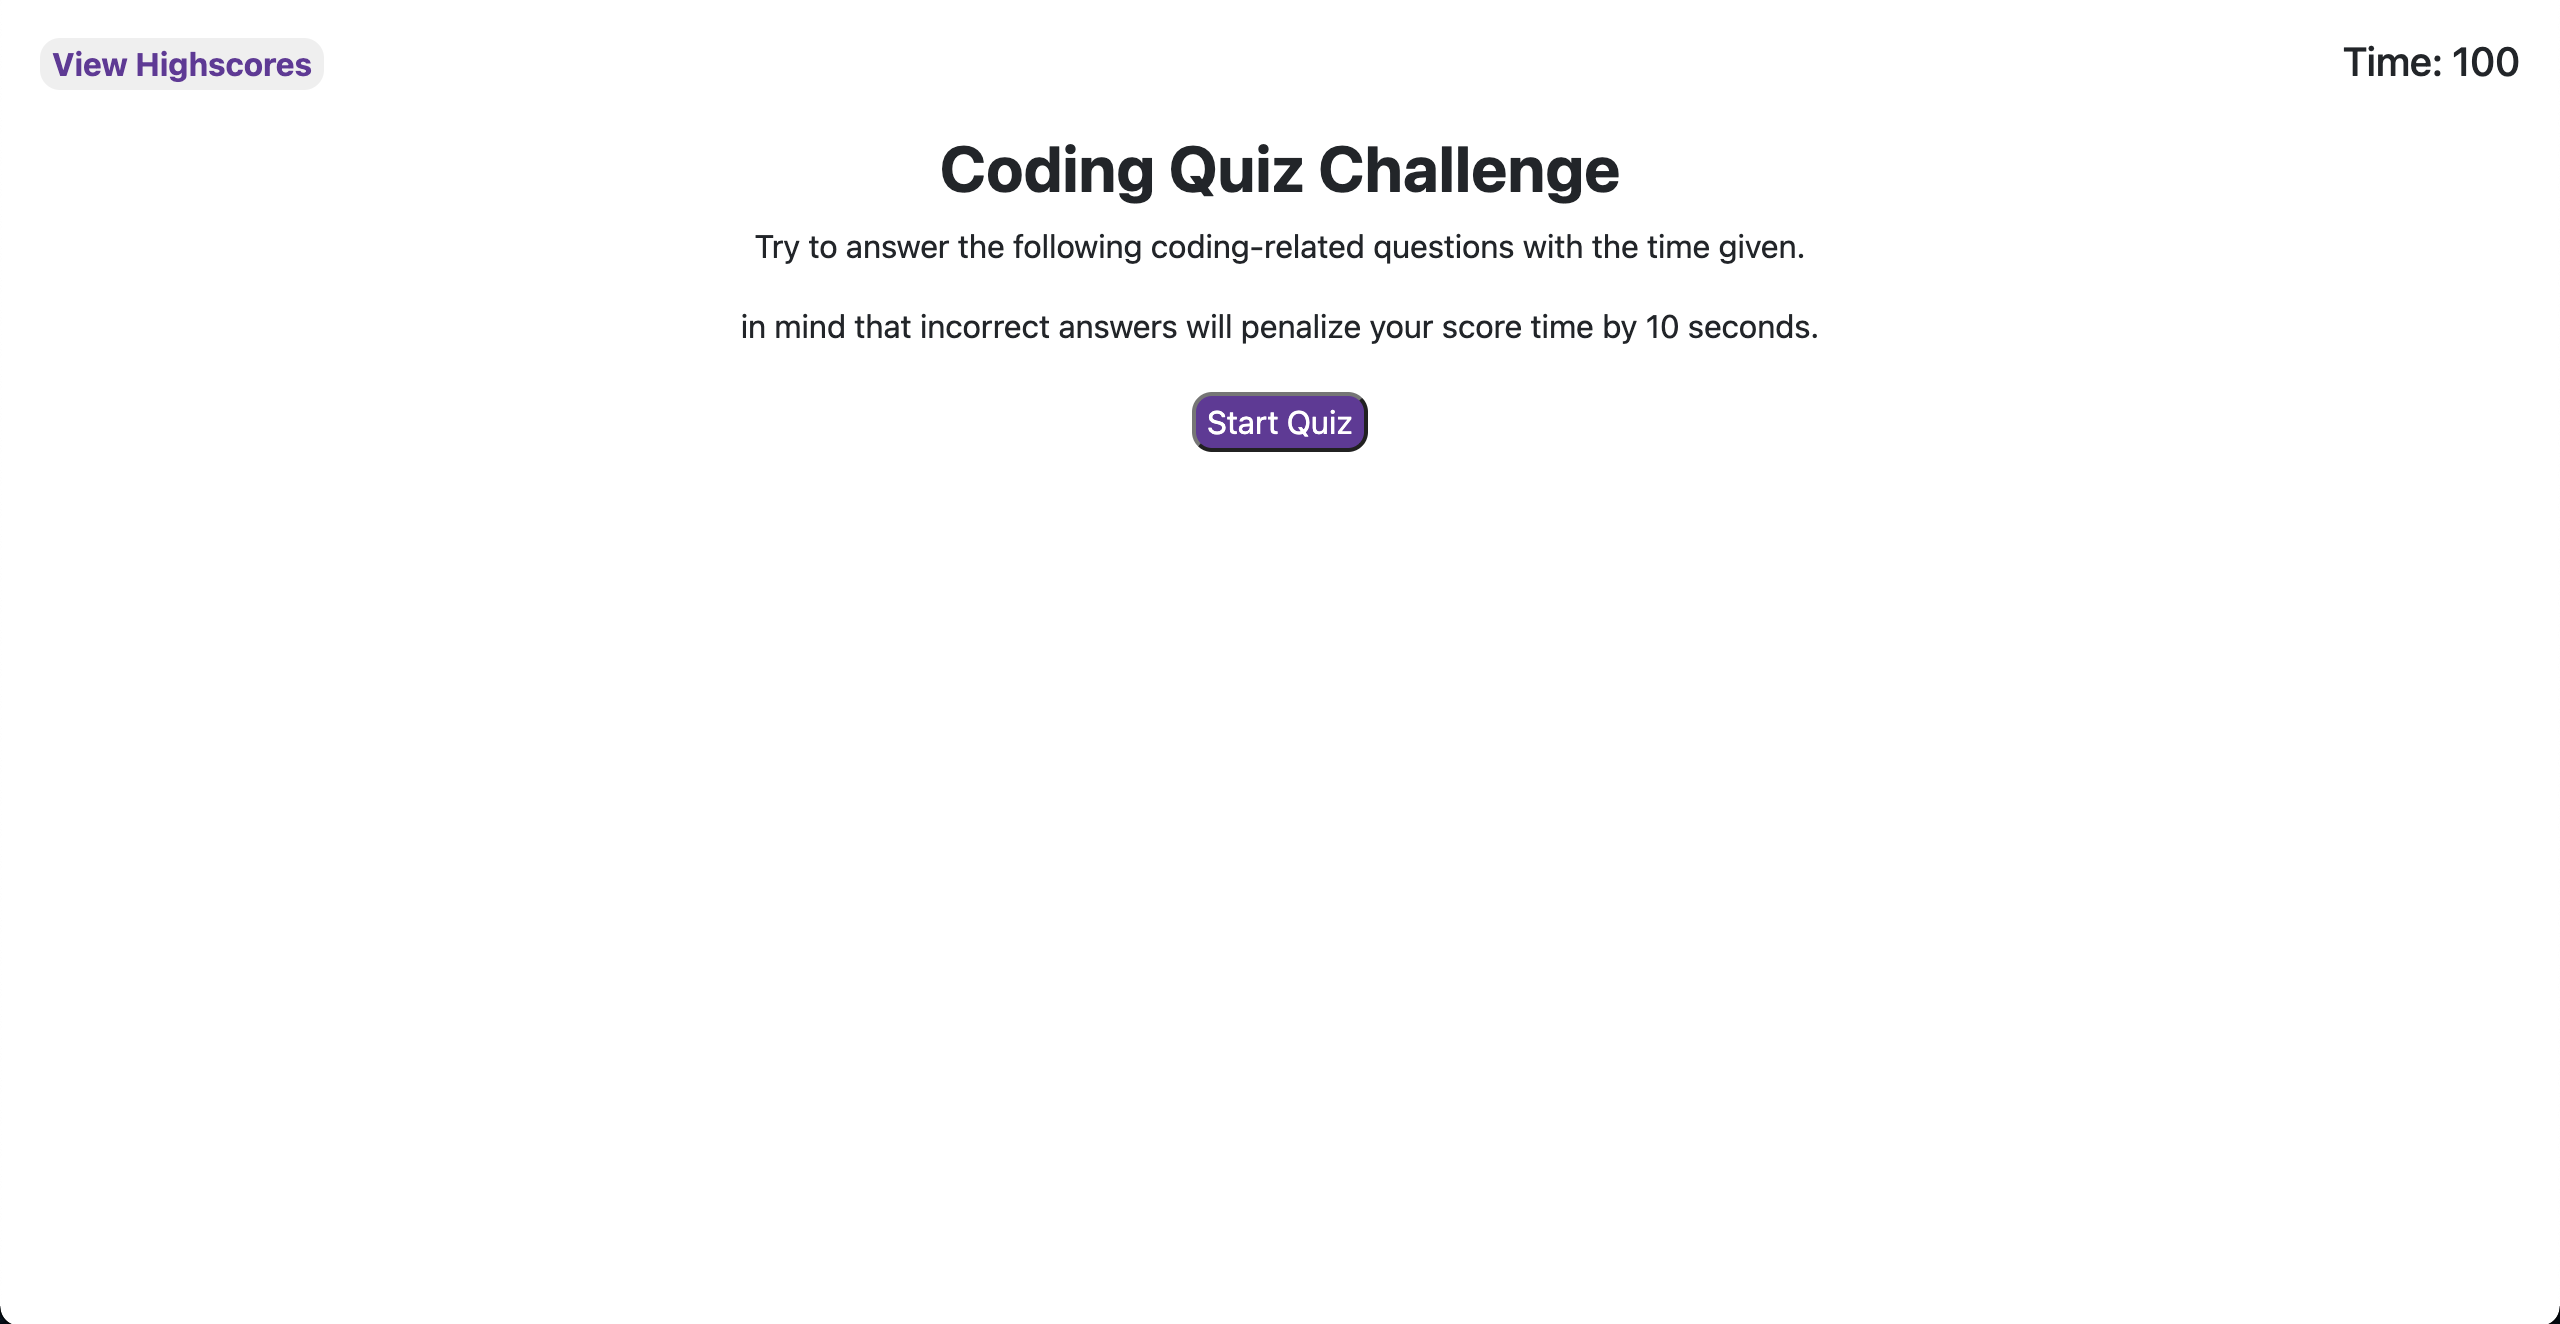 View Highscores
Time: 100
Coding Quiz Challenge
Try to answer the following coding-related questions with the time given.
in mind that incorrect answers will penalize your score time by 10 seconds.
Start Quiz